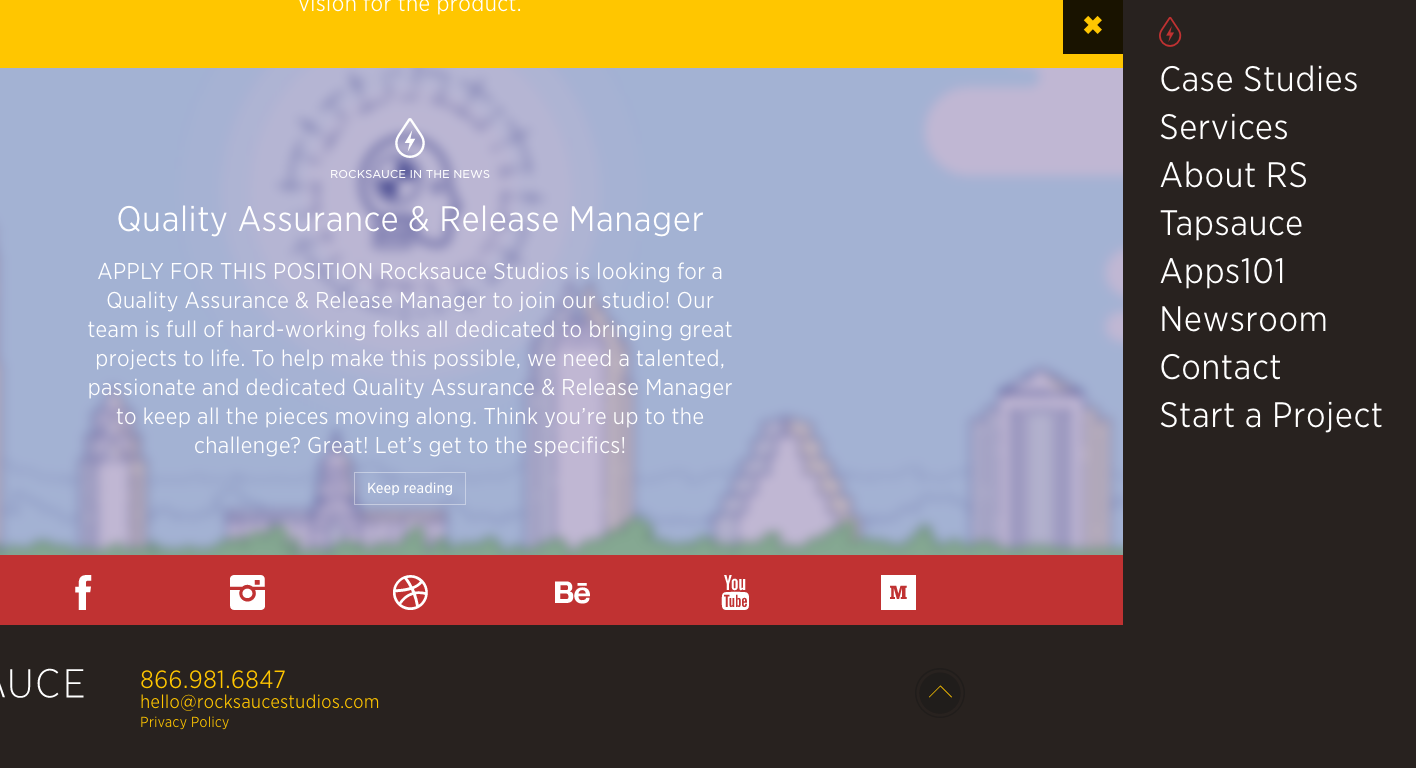 vision for the product.
ROCKSAUCE IN THE NEWS
Quality Assurance & Release Manager
APPLY FOR THIS POSITION Rocksauce Studios is looking for a
Quality Assurance & Release Manager to join our studio! Our
team is full of hard-working folks all dedicated to bringing great
projects to life. To help make this possible, we need a talented,
passionate and dedicated Quality Assurance & Release Manager
to keep all the pieces moving along. Think you’re up to the
challenge? Great! Let’s get to the specifics!
Keep reading
Bē
You
Tube
M
AUCE
866.981.6847
hello@rocksaucestudios.com
Privacy Policy
Case Studies
Services
About RS
Tapsauce
Apps101
Newsroom
Contact
Start a Project